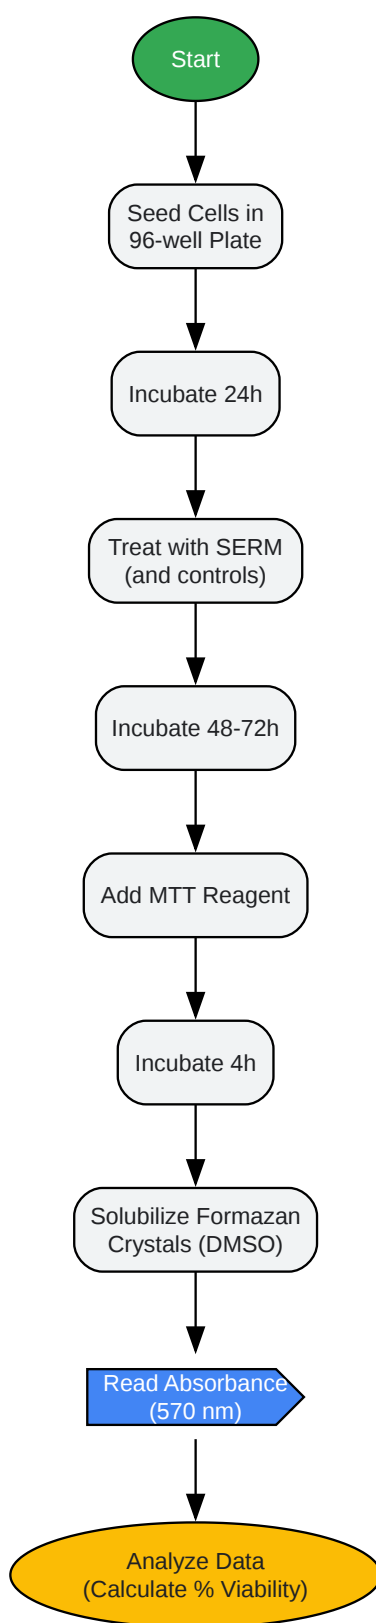 Start
Seed Cells in
96-well Plate
Incubate 24h
Treat with SERM
(and controls)
Incubate 48-72h
Add MTT Reagent
Incubate 4h
Solubilize Formazan
Crystals (DMSO)
Read Absorbance
(570 nm)
Analyze Data
(Calculate % Viability)